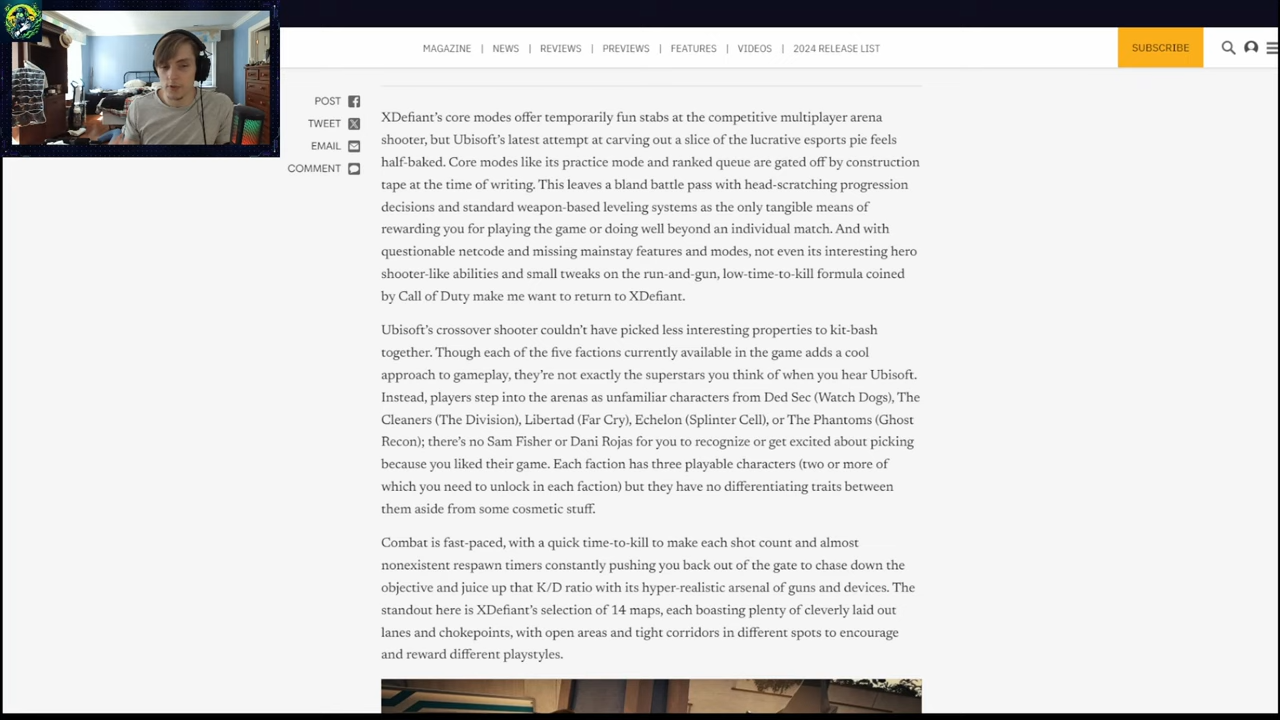 MAGAZINE | NEWS | REVIEWS | PREVIEWS | FEATURES | VIDEOS | 2024 RELEASE LIST
SUBSCRIBE
POST
TWEET
EMAIL
COMMENT
XDefiant's core modes offer temporarily fun stabs at the competitive multiplayer arena
shooter, but Ubisoft's latest attempt at carving out a slice of the lucrative esports pie feels
half-baked. Core modes like its practice mode and ranked queue are gated off by construction
tape at the time of writing. This leaves a bland battle pass with head-scratching progression
decisions and standard weapon-based leveling systems as the only tangible means of
rewarding you for playing the game or doing well beyond an individual match. And with
questionable netcode and missing mainstay features and modes, not even its interesting hero
shooter-like abilities and small tweaks on the run-and-gun, low-time-to-kill formula coined
by Call of Duty make me want to return to XDefiant.
Ubisoft's crossover shooter couldn't have picked less interesting properties to kit-bash
together. Though each of the five factions currently available in the game adds a cool
approach to gameplay, they're not exactly the superstars you think of when you hear Ubisoft.
Instead, players step into the arenas as unfamiliar characters from Ded Sec (Watch Dogs), The
Cleaners (The Division), Libertad (Far Cry), Echelon (Splinter Cell), or The Phantoms (Ghost
Recon); there's no Sam Fisher or Dani Rojas for you to recognize or get excited about picking
because you liked their game. Each faction has three playable characters (two or more of
which you need to unlock in each faction) but they have no differentiating traits between
them aside from some cosmetic stuff.
Combat is fast-paced, with a quick time-to-kill to make each shot count and almost
nonexistent respawn timers constantly pushing you back out of the gate to chase down the
objective and juice up that K/D ratio with its hyper-realistic arsenal of guns and devices. The
standout here is XDefiant's selection of 14 maps, each boasting plenty of cleverly laid out
lanes and chokepoints, with open areas and tight corridors in different spots to encourage
and reward different playstyles.